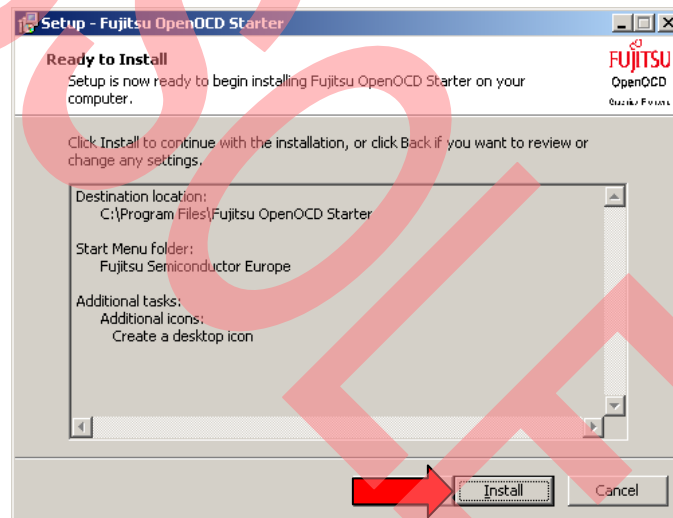 Setup - Fujitsu OpenOCD Starter
Ready to Install
Setup is now ready to begin installing Fujitsu OpenOCD Starter on your
computer.
FUJITSU
OpenOCD
Click Install to continue with the installation, or click Back if you want to review or
change any settings.
Destination location:
C:\Program Files\Fujitsu OpenOCD Starter
Start Menu folder:
Fujitsu Semiconductor Europe
Additional tasks:
Additional icons:
Create a desktop icon
Install
Cancel